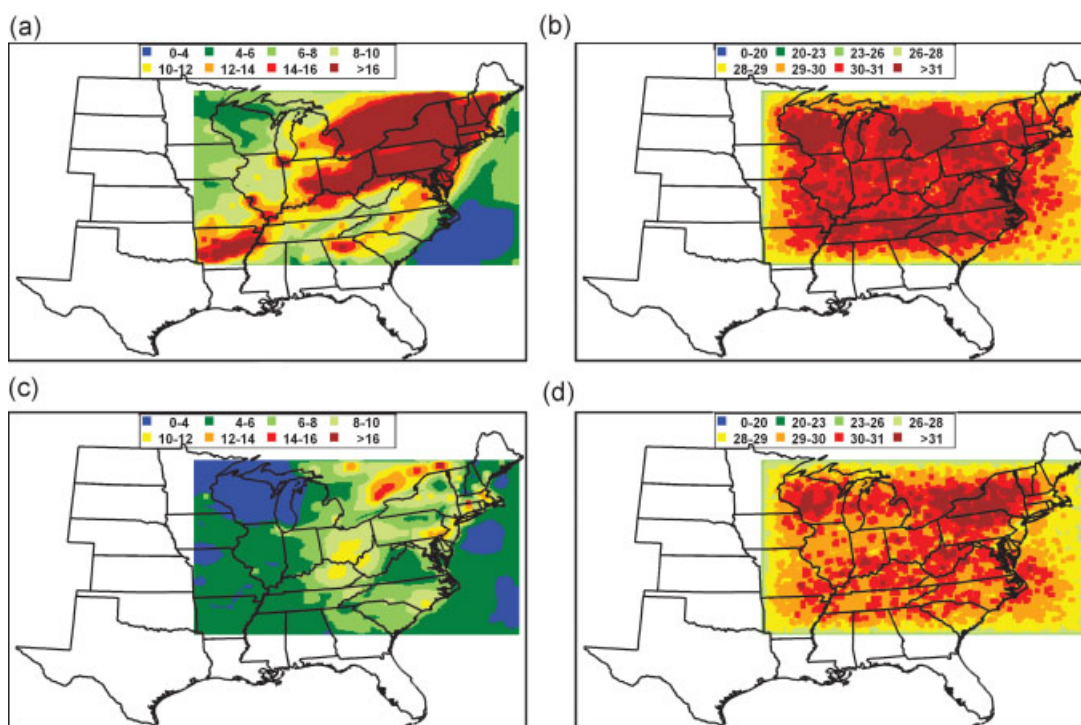 (a)
0-4 4-6 6-8 8-10
10-12 12-14 14-16 >16
(b)
0-20 20-23 23-26 26-28
28-29 29-30 30-31 >31
(c)
0-4 4-6 6-8 8-10
10-12 12-14 14-16 >16
(d)
0-20 20-23 23-26 26-28
28-29 29-30 30-31 >31